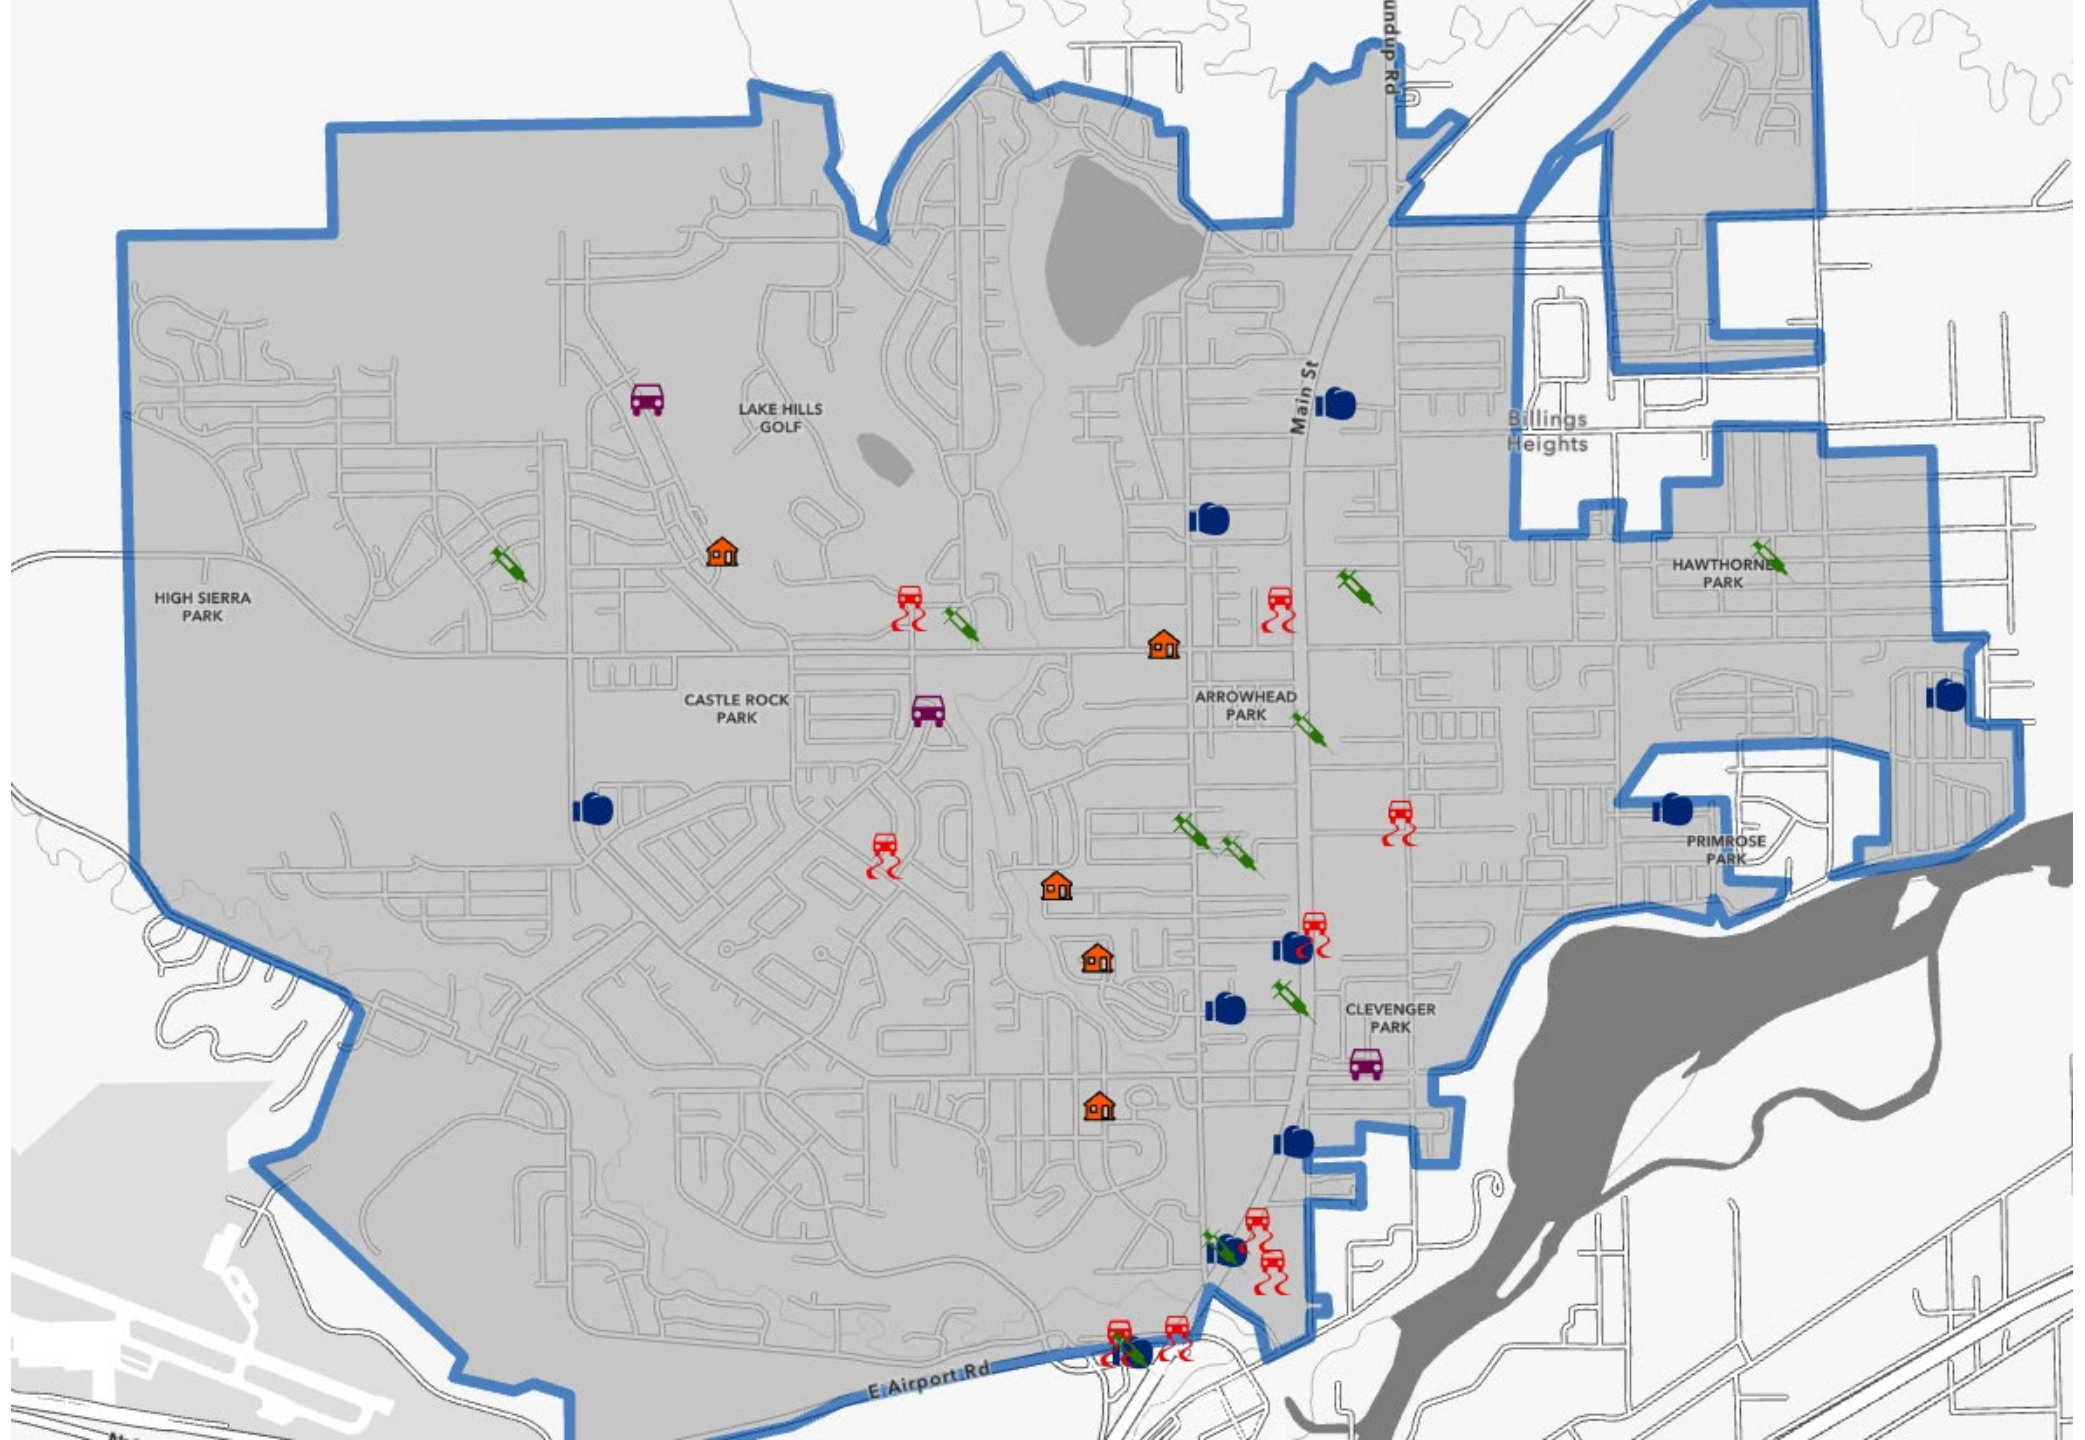 undup Rd
Main St
LAKE HILLS
GOLF
Billings
Heights
HAWTHORNE
PARK
HIGH SIERRA
PARK
CASTLE ROCK
PARK
ARROWHEAD
PARK
PRIMROSE
PARK
CLEVENGER
PARK
E Airport Rd